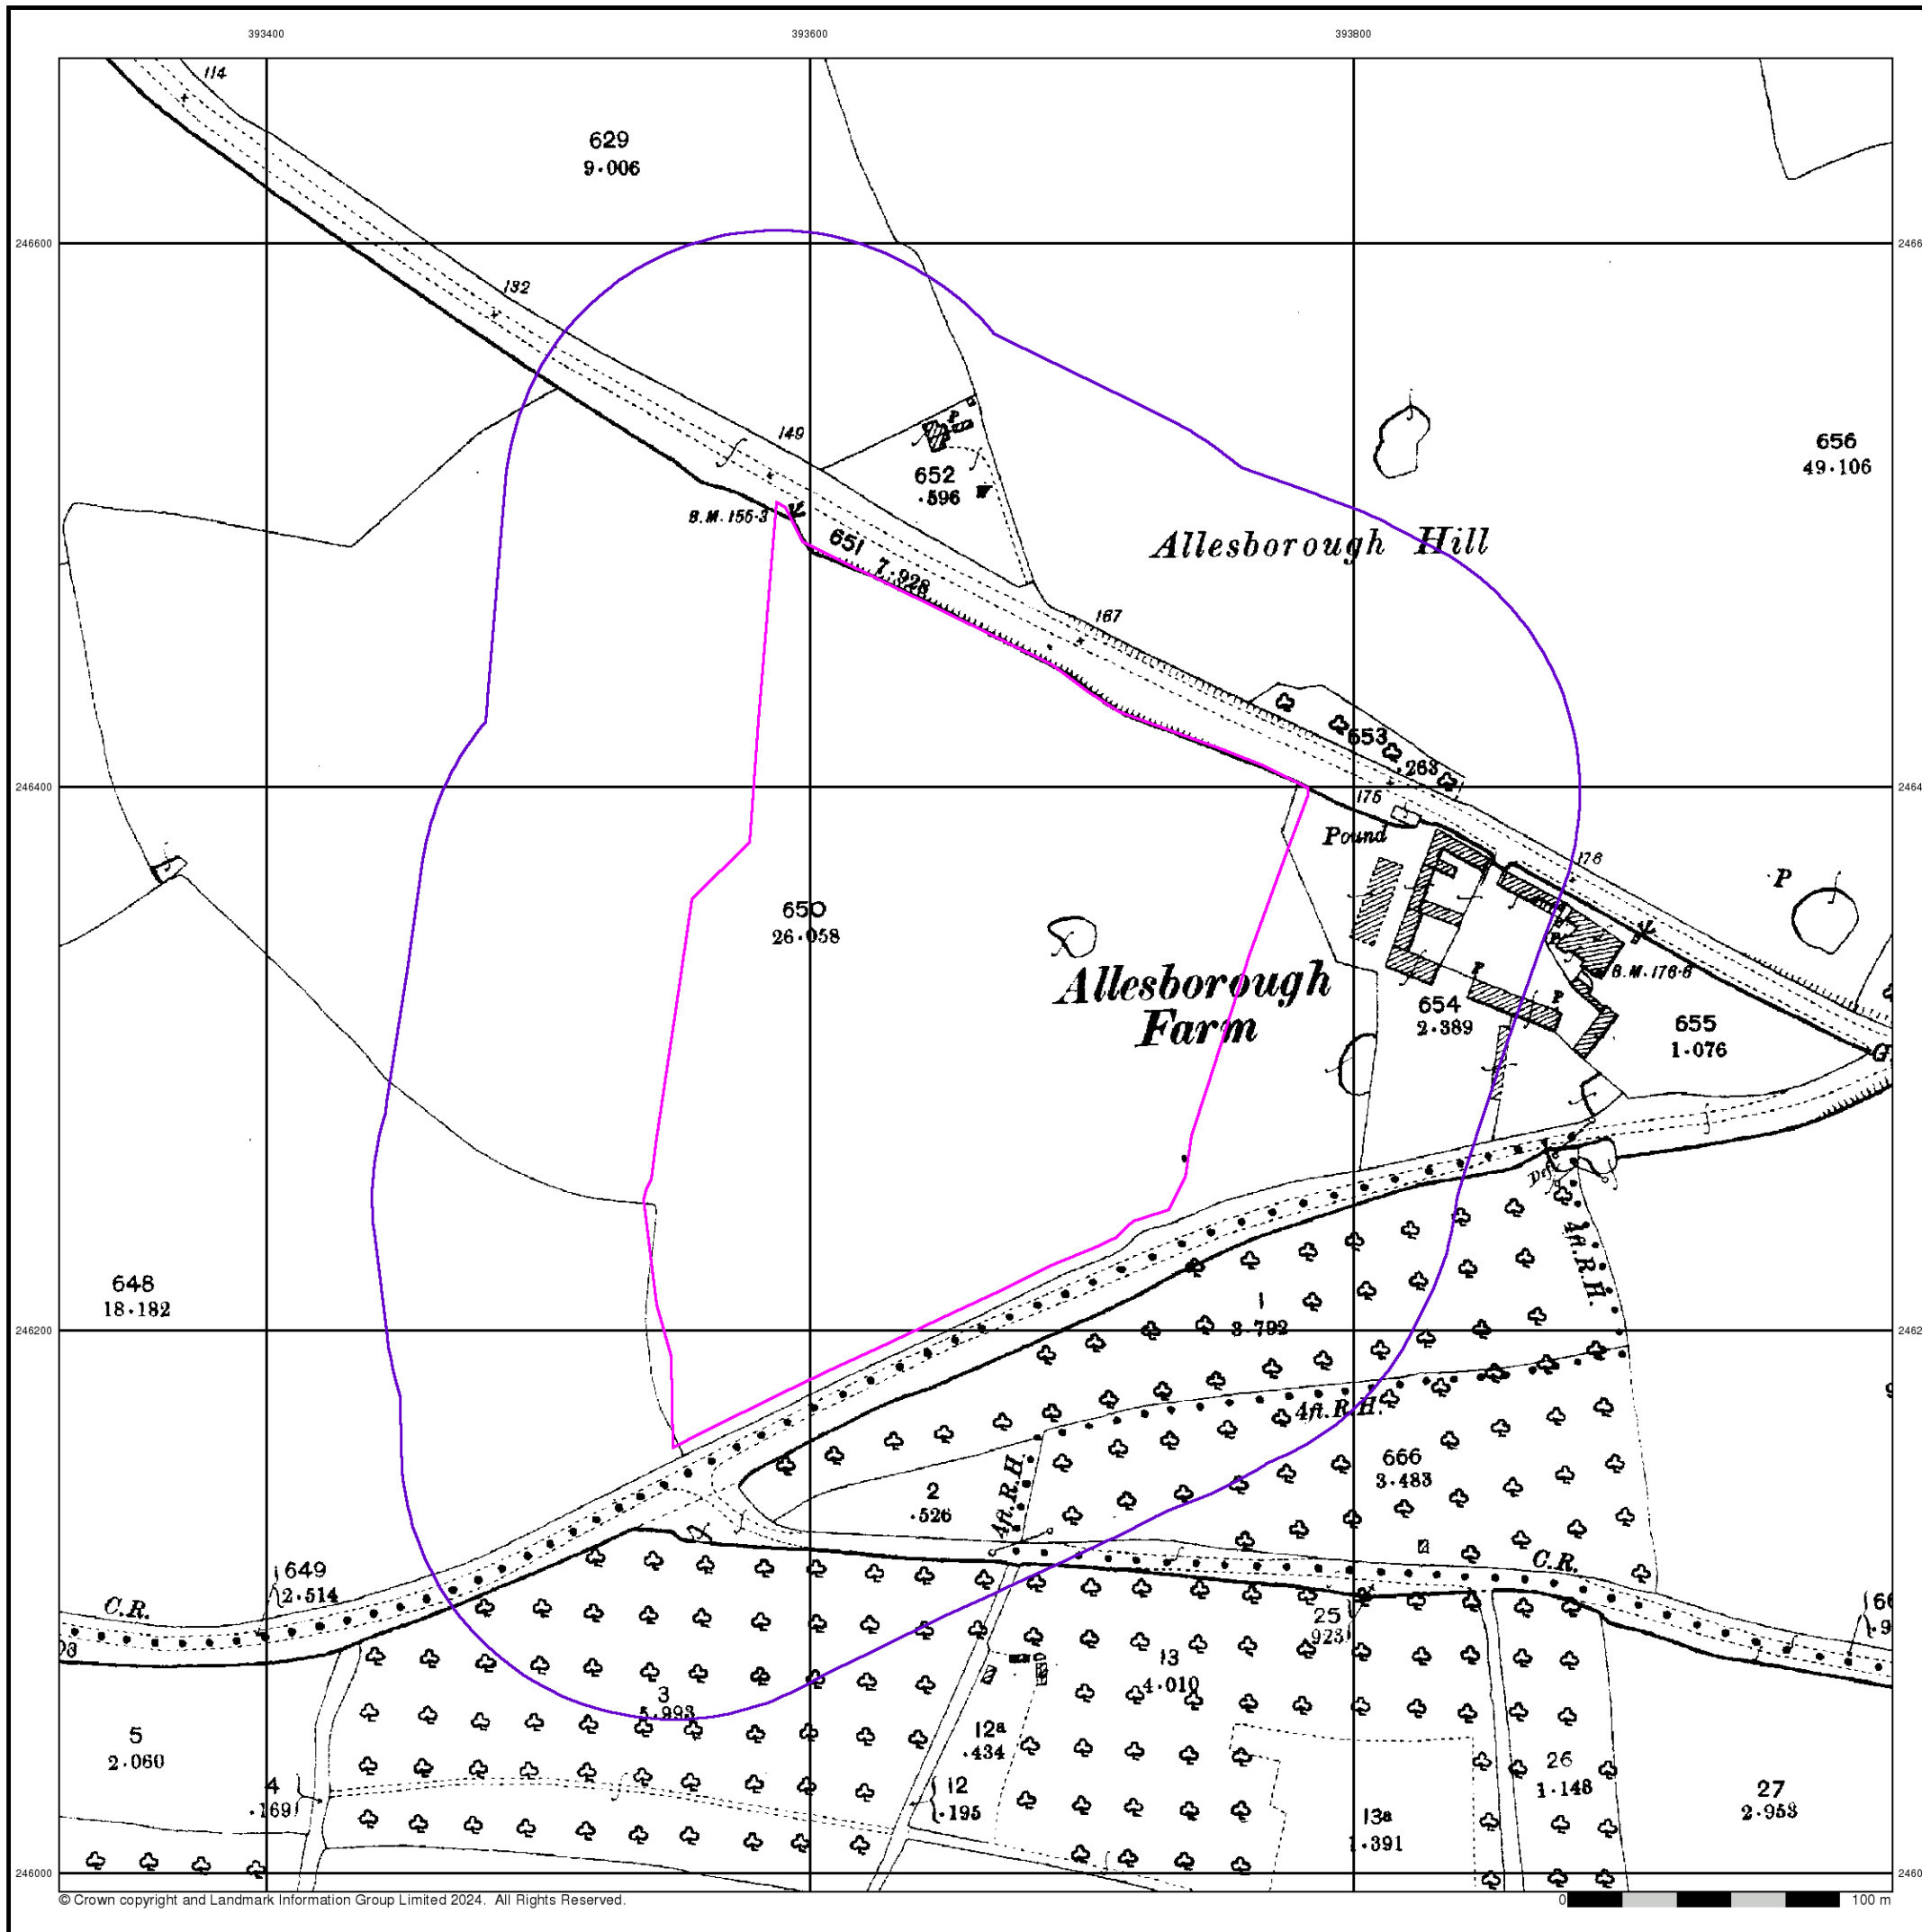 393400
393600
393800
114
629
9·006
246600
132
149
652
·596
W
P
656
49·106
B.M. 155·3
651
7·928
Allesborough Hill
167
653
·263
246400
175
Pound
176
P
650
26·058
Allesborough
Farm
P
P
B.M. 176·8
654
2·389
655
1·076
G.
4ft.R.H.
648
18·182
1
3·792
246200
4ft.R.H.
666
3·483
2
·526
4ft.R.H.
649
2·514
C.R.
C.R.
25
·923
13
4·010
3
5·993
5
2·060
12a
·434
4
·169
12
·195
26
1·148
27
2·953
13a
1·391
246000
© Crown copyright and Landmark Information Group Limited 2024. All Rights Reserved.
0
100 m